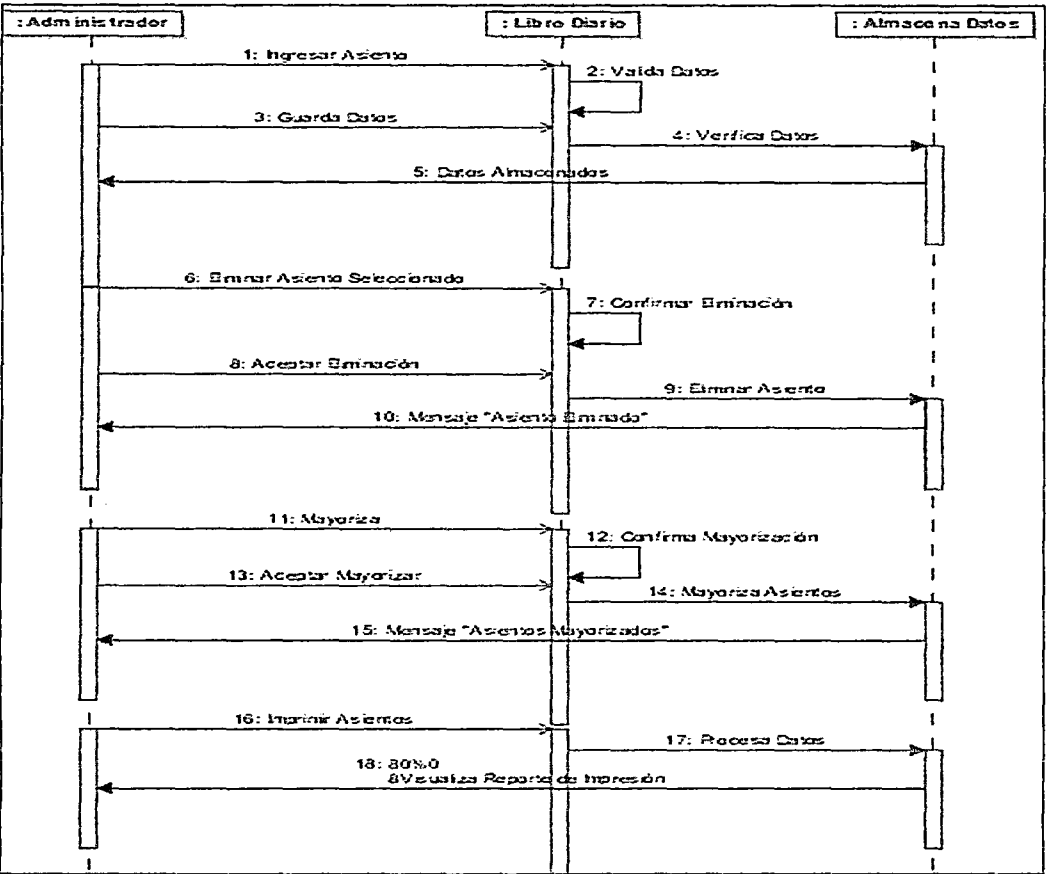 : Administrador
: Libro Diario
: Almacena Datos
1: Ingresar Asiento
2: Valida Datos
3: Guarda Datos
4: Verifica Datos
5: Datos Almacenados
6: Eliminar Asiento Seleccionado
7: Confirmar Eliminación
8: Aceptar Eliminación
9: Eliminar Asiento
10: Mensaje "Asiento Eliminado"
11: Mayoriza
12: Confirma Mayorización
13: Aceptar Mayorizar
14: Mayoriza Asientos
15: Mensaje "Asientos Mayorizados"
16: Imprimir Asientos
17: Procesa Datos
18: 80%0
8Visualiza Reporte de Impresión